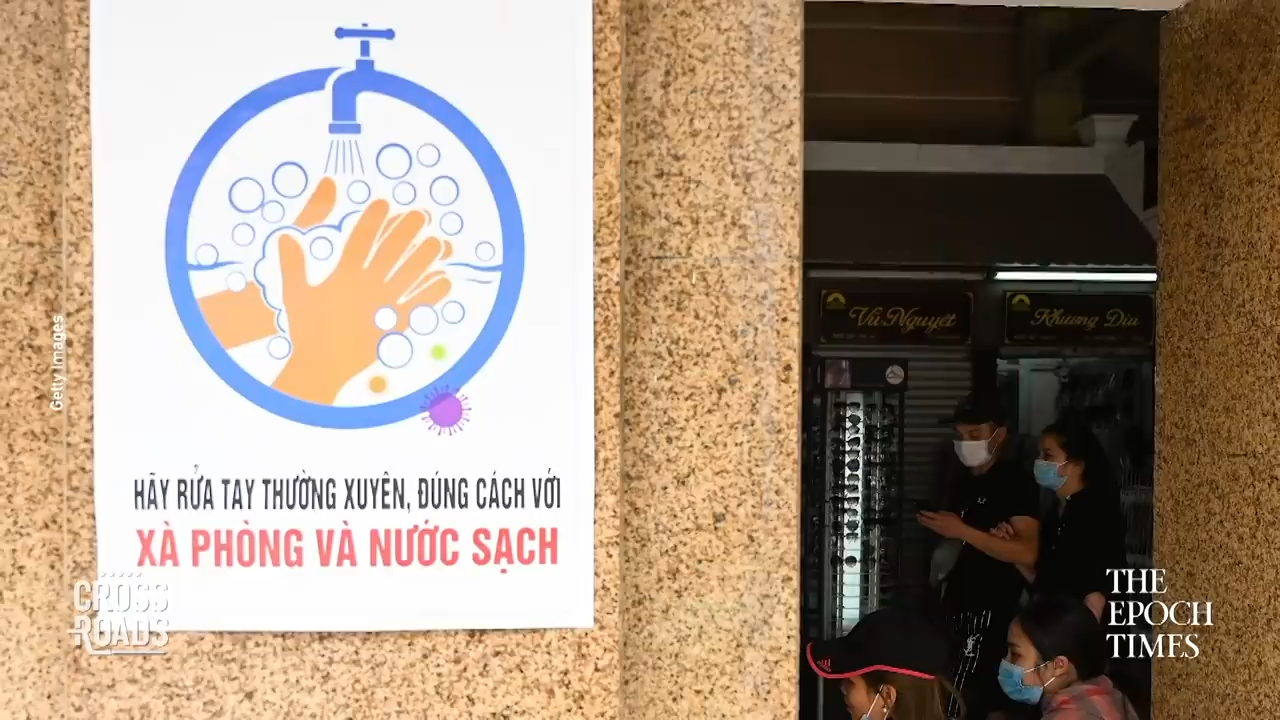 HÃY RỬA TAY THƯỜNG XUYÊN, ĐÚNG CÁCH VỚI
XÀ PHÒNG VÀ NƯỚC SẠCH
Vũ Nguyệt
Khương Dịu
Getty Images
CROSS
ROADS
THE
EPOCH
TIMES